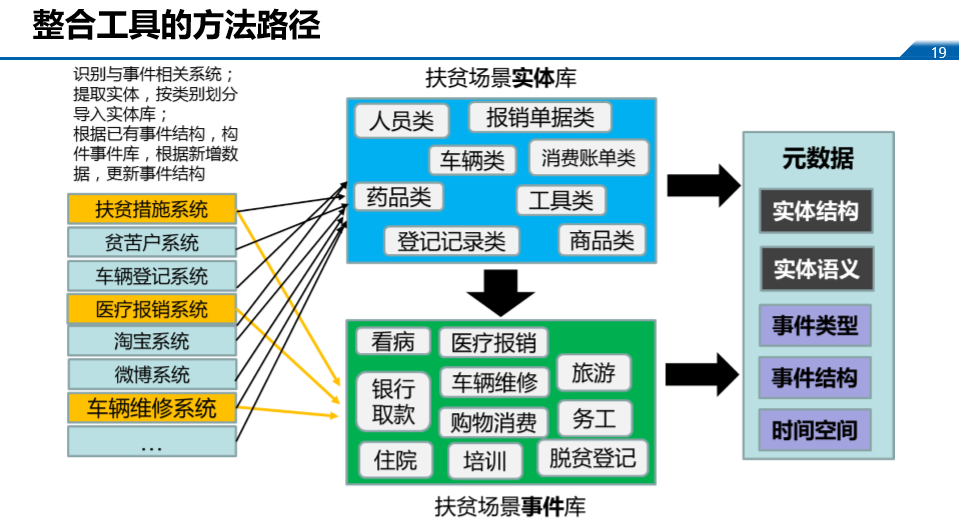 整合工具的方法路径
19
识别与事件相关系统；
提取实体，按类别划分
导入实体库；
根据已有事件结构，构
件事件库，根据新增数
据，更新事件结构
扶贫措施系统
贫苦户系统
车辆登记系统
医疗报销系统
淘宝系统
微博系统
车辆维修系统
…
扶贫场景实体库
人员类
报销单据类
车辆类
消费账单类
药品类
工具类
登记记录类
商品类
看病
医疗报销
银行
取款
车辆维修
旅游
购物消费
务工
住院
培训
脱贫登记
扶贫场景事件库
元数据
实体结构
实体语义
事件类型
事件结构
时间空间